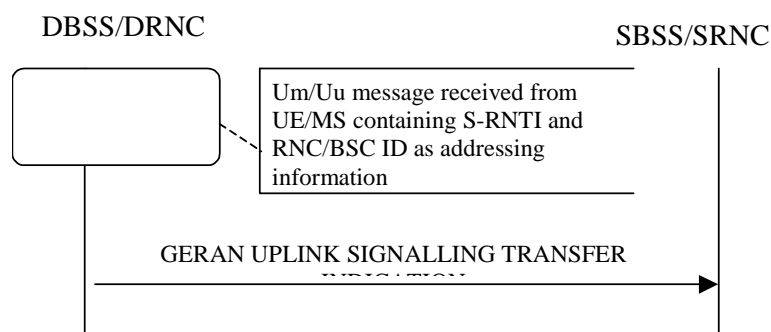 DBSS/DRNC
SBSS/SRNC
Um/Uu message received from
UE/MS containing S-RNTI and
RNC/BSC ID as addressing
information
GERAN UPLINK SIGNALLING TRANSFER
INDICATION